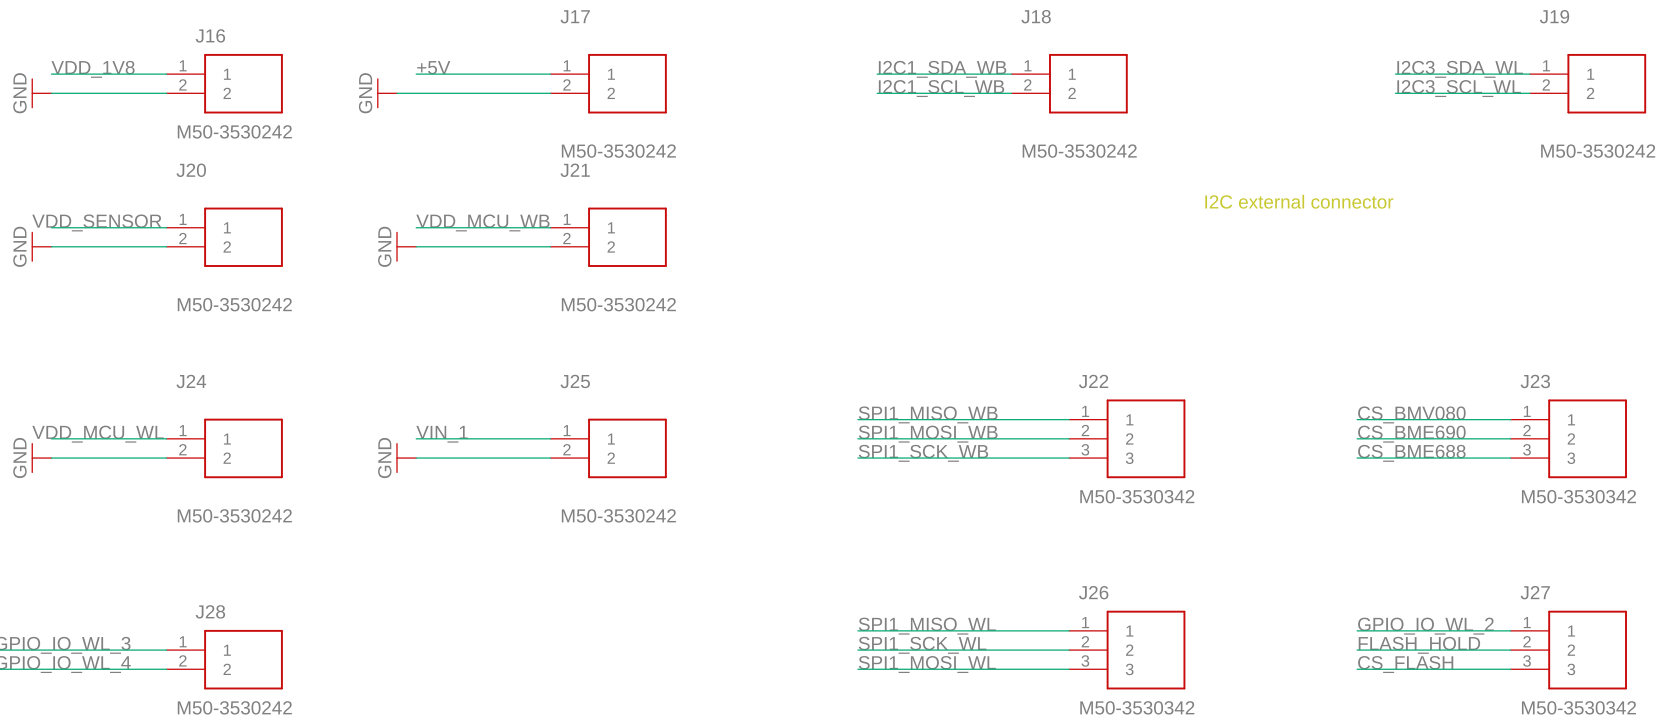 J16
VDD_1V8 1 1
GND 2 2
M50-3530242
J17
+5V 1 1
GND 2 2
M50-3530242
J18
I2C1_SDA_WB 1 1
I2C1_SCL_WB 2 2
M50-3530242
J19
I2C3_SDA_WL 1 1
I2C3_SCL_WL 2 2
M50-3530242
J20
VDD_SENSOR 1 1
GND 2 2
M50-3530242
J21
VDD_MCU_WB 1 1
GND 2 2
M50-3530242
I2C external connector
J24
VDD_MCU_WL 1 1
GND 2 2
M50-3530242
J25
VIN_1 1 1
GND 2 2
M50-3530242
J22
SPI1_MISO_WB 1 1
SPI1_MOSI_WB 2 2
SPI1_SCK_WB 3 3
M50-3530342
J23
CS_BMV080 1 1
CS_BME690 2 2
CS_BME688 3 3
M50-3530342
J28
GPIO_IO_WL_3 1 1
GPIO_IO_WL_4 2 2
M50-3530242
J26
SPI1_MISO_WL 1 1
SPI1_SCK_WL 2 2
SPI1_MOSI_WL 3 3
M50-3530342
J27
GPIO_IO_WL_2 1 1
FLASH_HOLD 2 2
CS_FLASH 3 3
M50-3530342